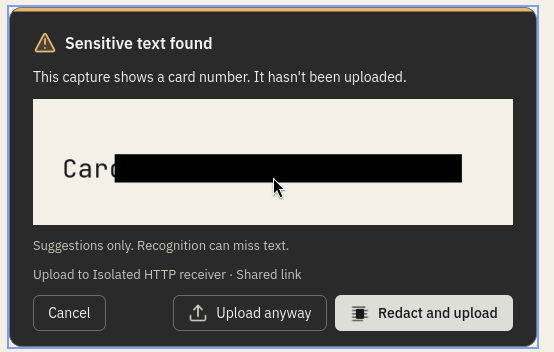 Sensitive text found
This capture shows a card number. It hasn't been uploaded.
Suggestions only. Recognition can miss text.
Upload to Isolated HTTP receiver · Shared link
Cancel
Upload anyway
Redact and upload